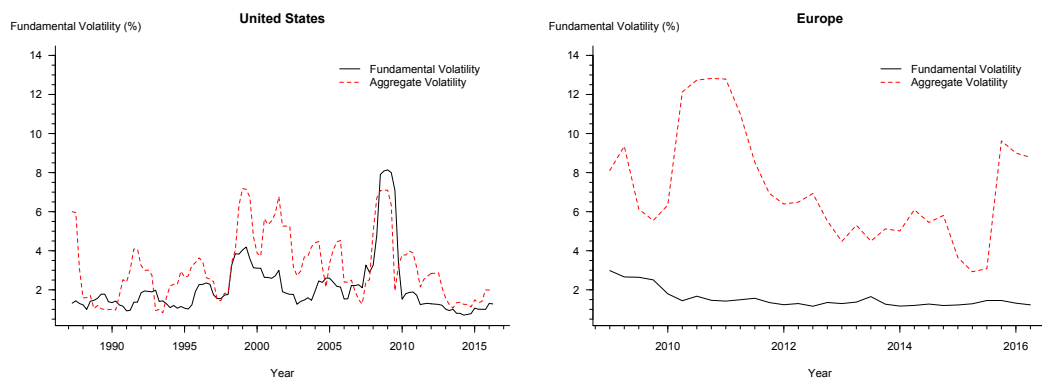 United States
Fundamental Volatility (%)
14
12
10
8
6
4
2
Fundamental Volatility
Aggregate Volatility
1990 1995 2000 2005 2010 2015
Year
Europe
Fundamental Volatility (%)
14
12
10
8
6
4
2
Fundamental Volatility
Aggregate Volatility
2010 2012 2014 2016
Year